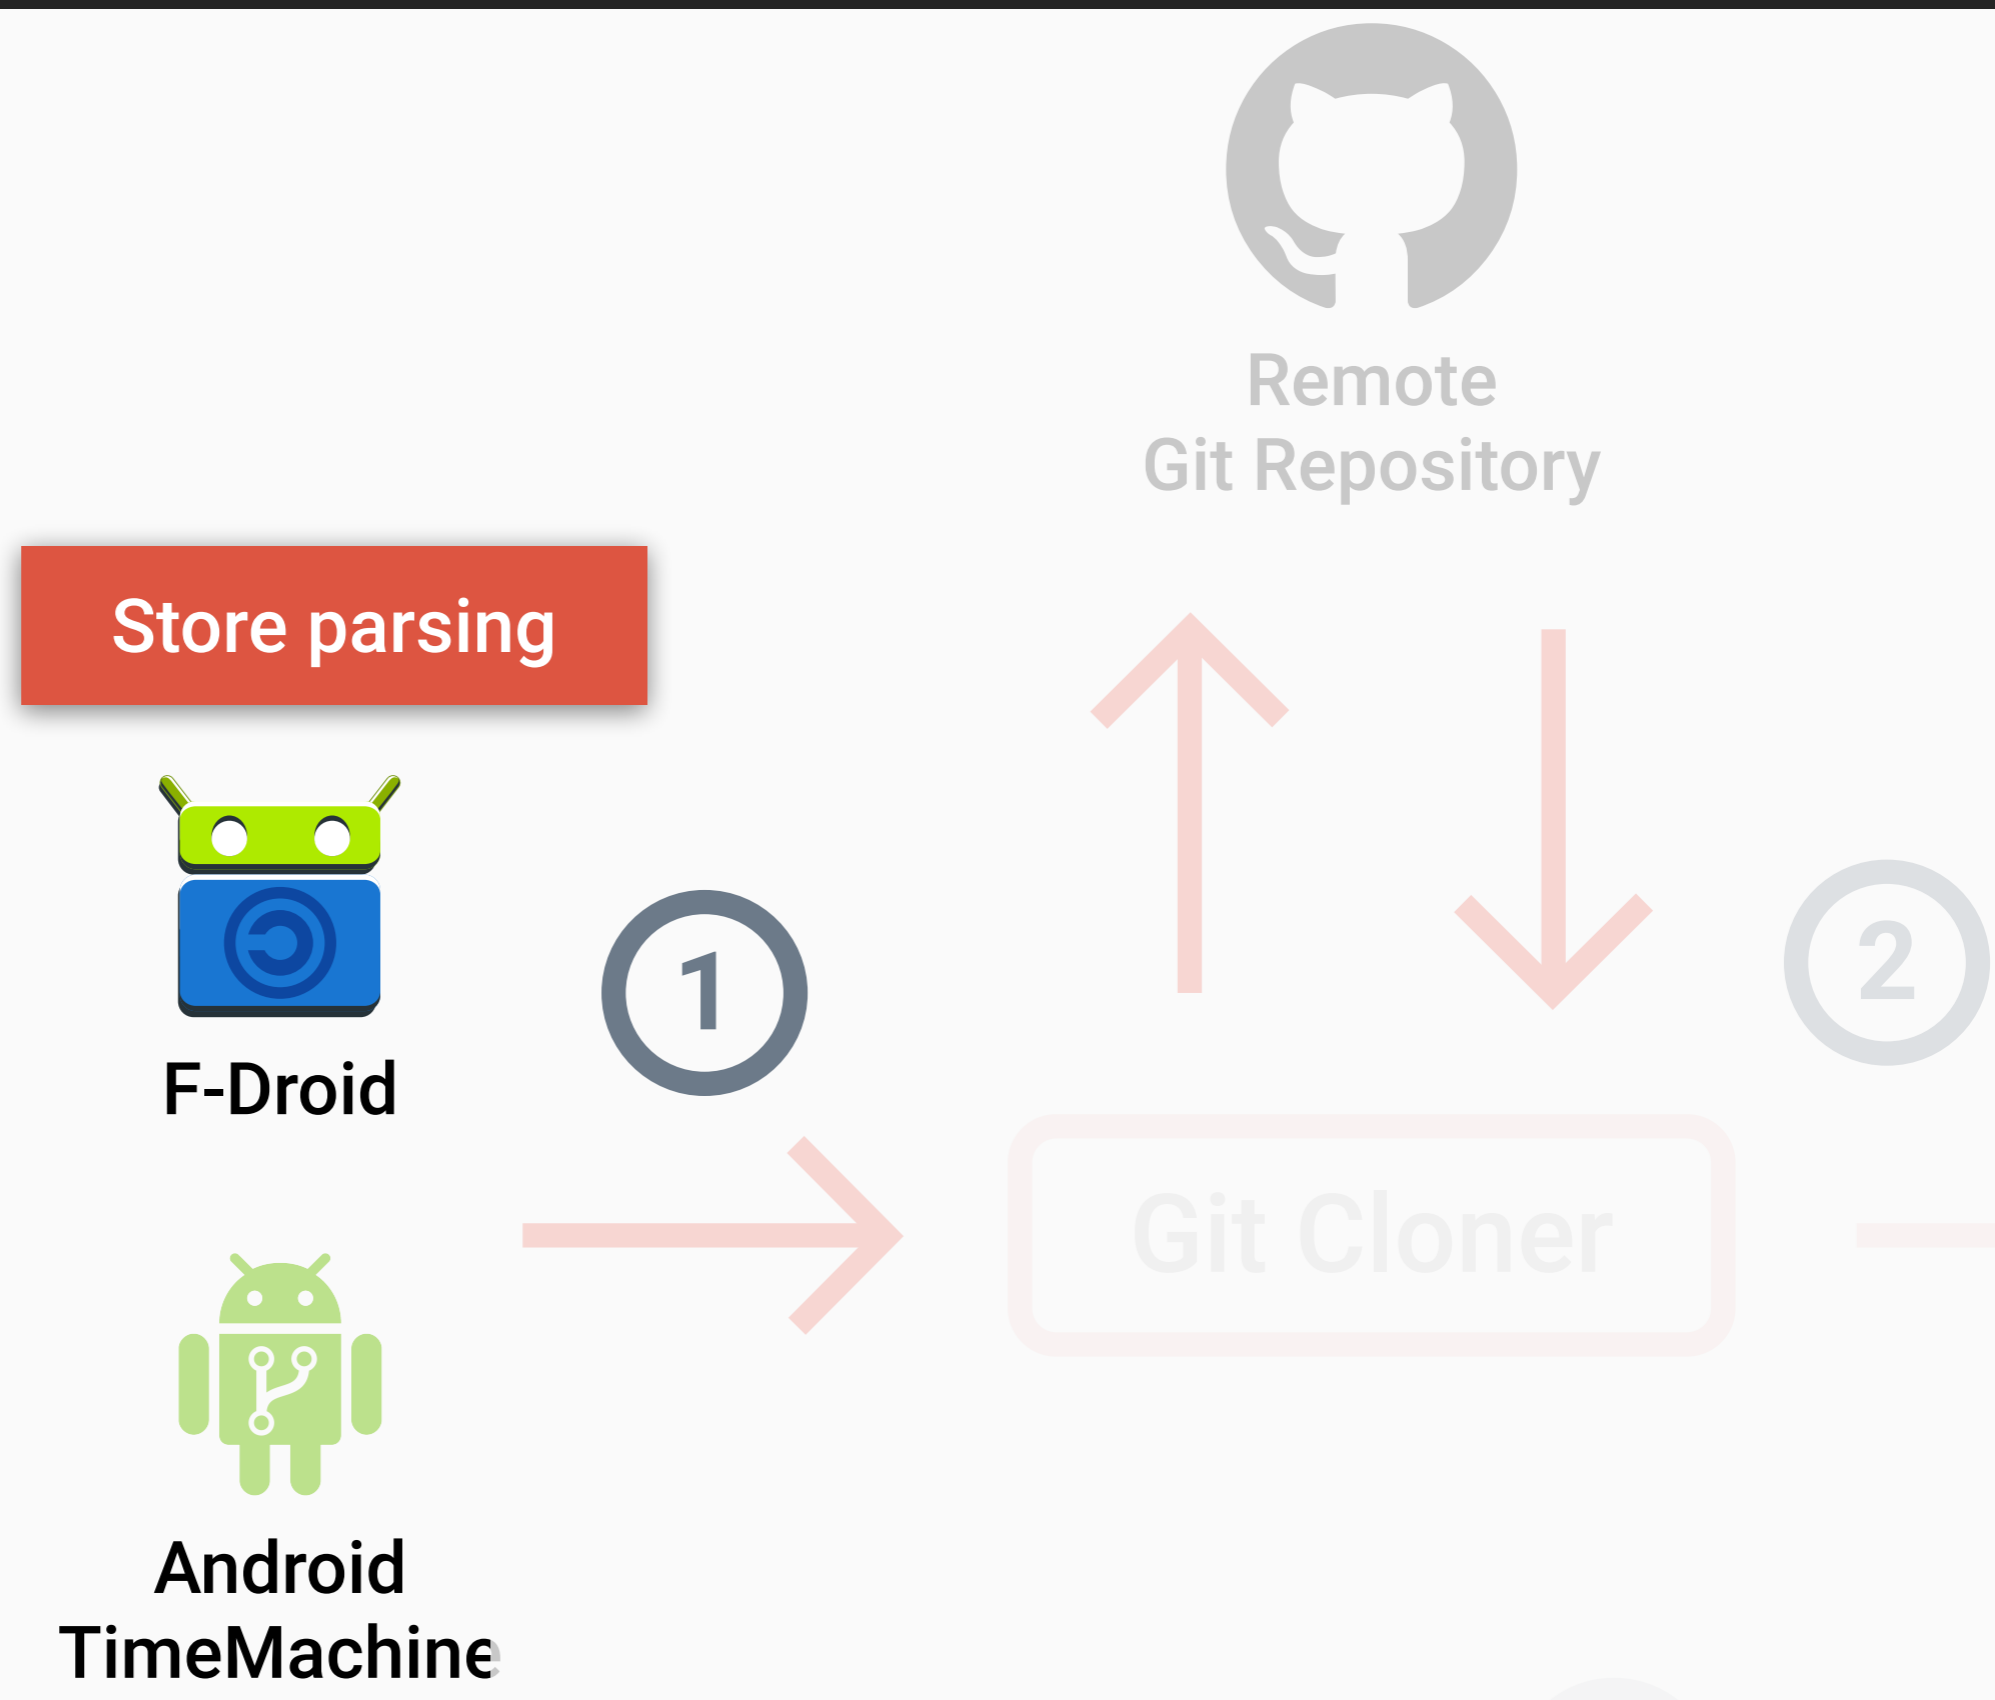 Remote
Git Repository
Store parsing
1
2
F-Droid
Git Cloner
Android
TimeMachine